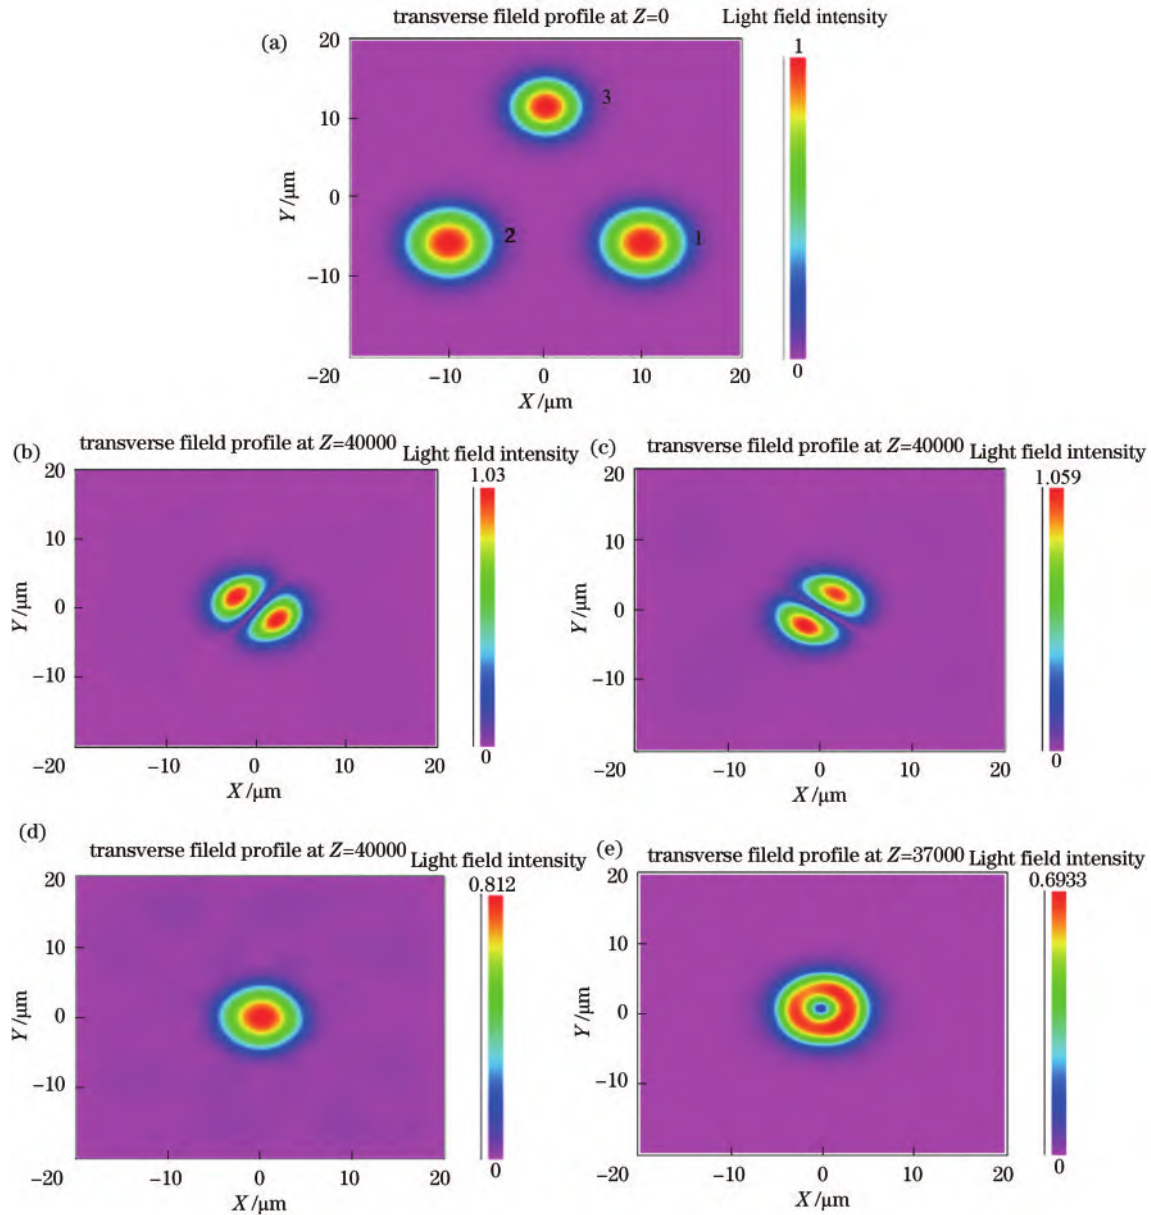 transverse fileld profile at Z=0
Light field intensity
(a)
20
10
0
−10
−20
−10
0
10
20
Y/μm
X/μm
3
2
1
1
0
(b)
transverse fileld profile at Z=40000
Light field intensity
1.03
20
10
0
−10
−20
−10
0
10
20
Y/μm
X/μm
0
(c)
transverse fileld profile at Z=40000
Light field intensity
1.059
20
10
0
−10
−20
−10
0
10
20
Y/μm
X/μm
0
(d)
transverse fileld profile at Z=40000
Light field intensity
0.812
20
10
0
−10
−20
−10
0
10
20
Y/μm
X/μm
0
(e)
transverse fileld profile at Z=37000
Light field intensity
0.6933
20
10
0
−10
−20
−10
0
10
20
Y/μm
X/μm
0